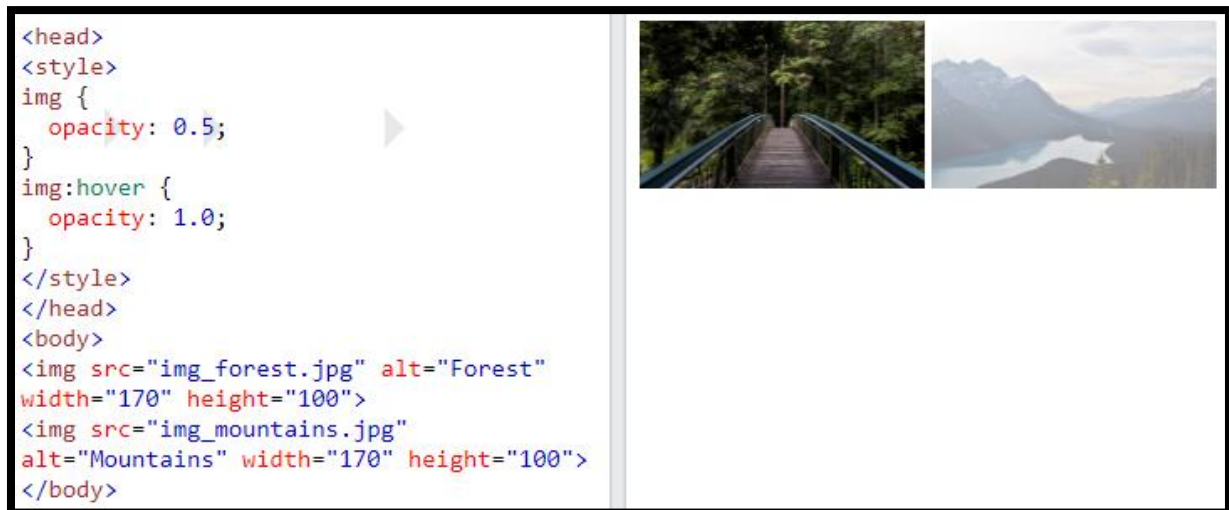 <head>
<style>
img {
  opacity: 0.5;
}
img:hover {
  opacity: 1.0;
}
</style>
</head>
<body>
<img src="img_forest.jpg" alt="Forest"
width="170" height="100">
<img src="img_mountains.jpg"
alt="Mountains" width="170" height="100">
</body>